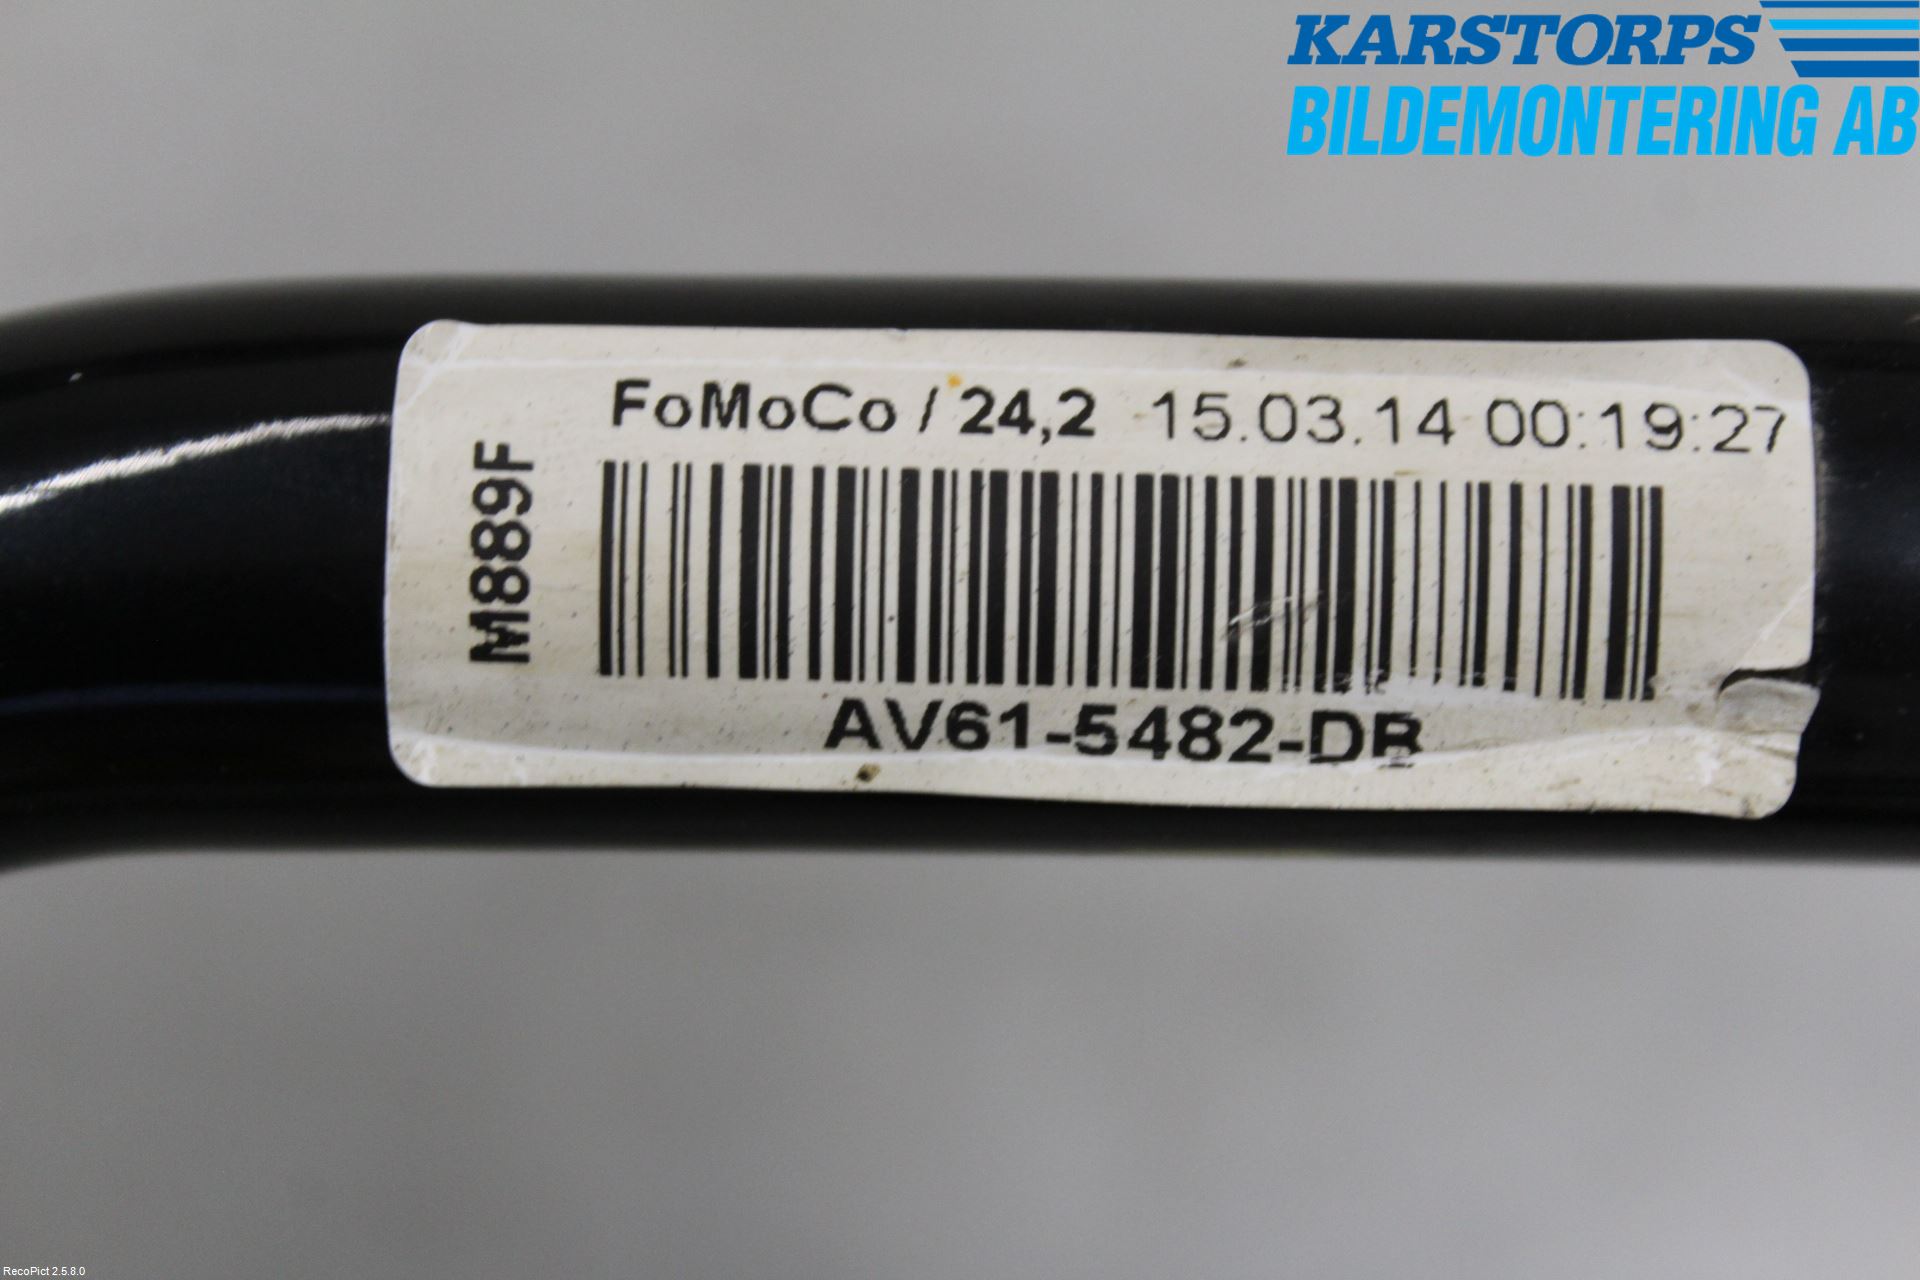 KARSTORPS
BILDEMONTERING AB
FoMoCo / 24,2 15.03.14 00:19:27
M889F
AV61-5482-DB
RecoPict 2.5.8.0